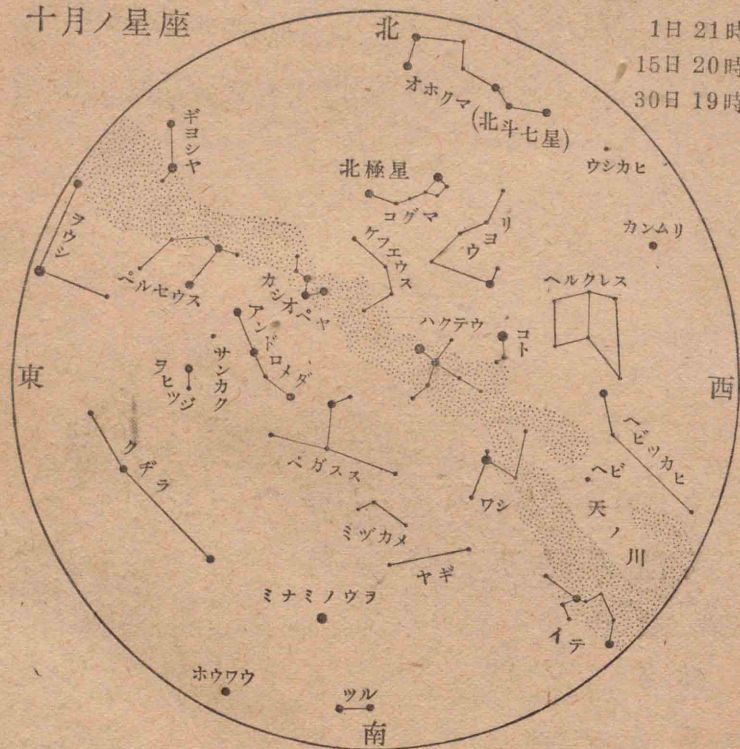 十月ノ星座
北
1日 21時
15日 20時
30日 19時
オホクマ
(北斗七星)
ギヨシヤ
ウシカヒ
北極星
コグマ
リヨウ
カンムリ
ヲウシ
ケフエウス
ペルセウス
カシオペヤ
ヘルクレス
ハクテウ
コト
アンドロトダ
サンカク
ヲヒツジ
東
西
クヂラ
ペガスス
ヘビツカヒ
ヘビ
ワシ
天ノ川
ミヅカメ
ヤギ
ミナミノウヲ
イテ
ホウワウ
ツル
南